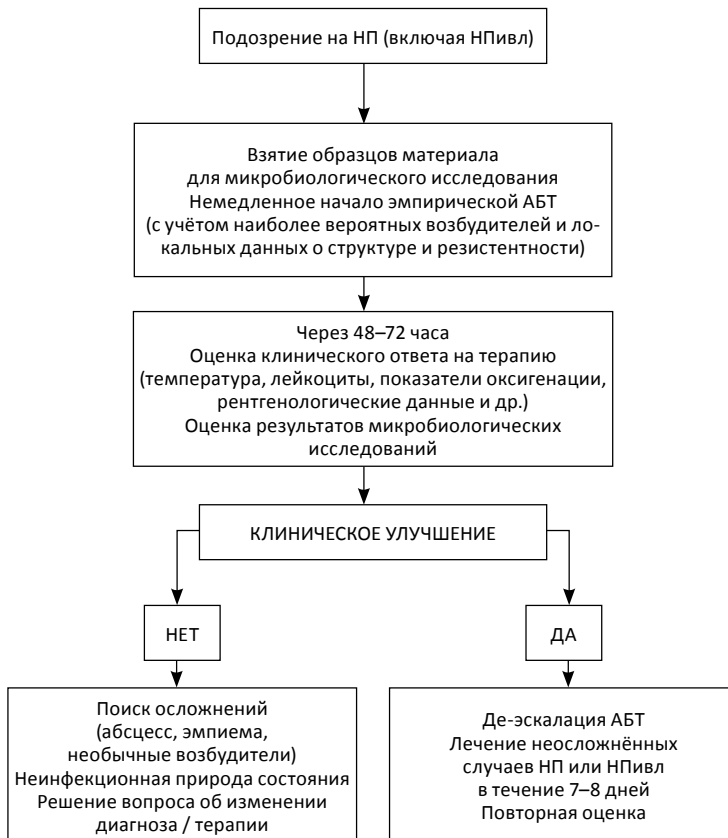 Подозрение на НП (включая НПивл)
Взятие образцов материала
для микробиологического исследования
Немедленное начало эмпирической АБТ
(с учётом наиболее вероятных возбудителей и ло-
кальных данных о структуре и резистентности)
Через 48–72 часа
Оценка клинического ответа на терапию
(температура, лейкоциты, показатели оксигенации,
рентгенологические данные и др.)
Оценка результатов микробиологических
исследований
КЛИНИЧЕСКОЕ УЛУЧШЕНИЕ
НЕТ
ДА
Поиск осложнений
(абсцесс, эмпиема,
необычные возбудители)
Неинфекционная природа состояния
Решение вопроса об изменении
диагноза / терапии
Де-эскалация АБТ
Лечение неосложнённых
случаев НП или НПивл
в течение 7–8 дней
Повторная оценка